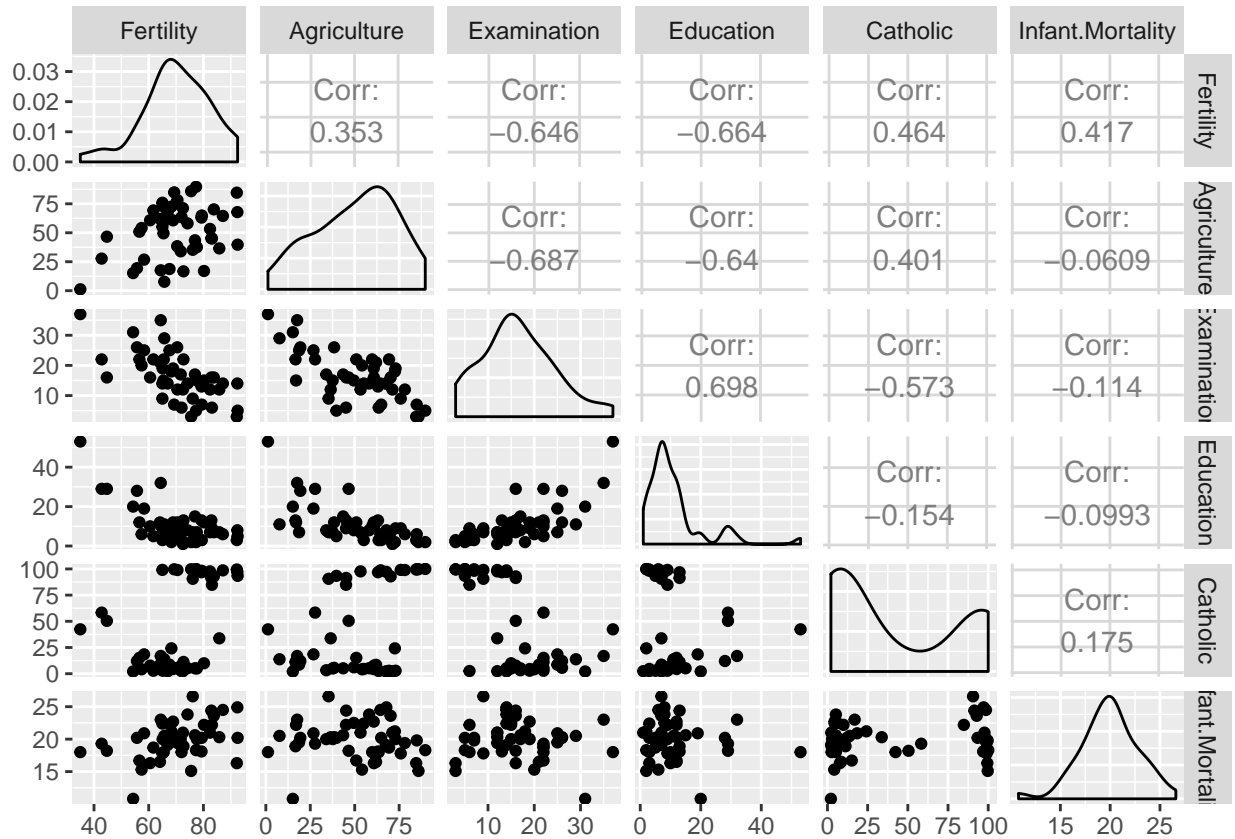 Fertility Agriculture Examination Education Catholic Infant.Mortality
0.03
0.02
0.01
0.00
Corr:
0.353
Corr:
−0.646
Corr:
−0.664
Corr:
0.464
Corr:
0.417
Fertility
75
50
25
0
Corr:
−0.687
Corr:
−0.64
Corr:
0.401
Corr:
−0.0609
Agriculture
30
20
10
Corr:
0.698
Corr:
−0.573
Corr:
−0.114
Examination
40
20
0
Corr:
−0.154
Corr:
−0.0993
Education
100
75
50
25
0
Corr:
0.175
Catholic
25
20
15
fant.Mortali
40 60 80 0 25 50 75 10 20 30 0 20 40 0 25 50 75 100 15 20 25